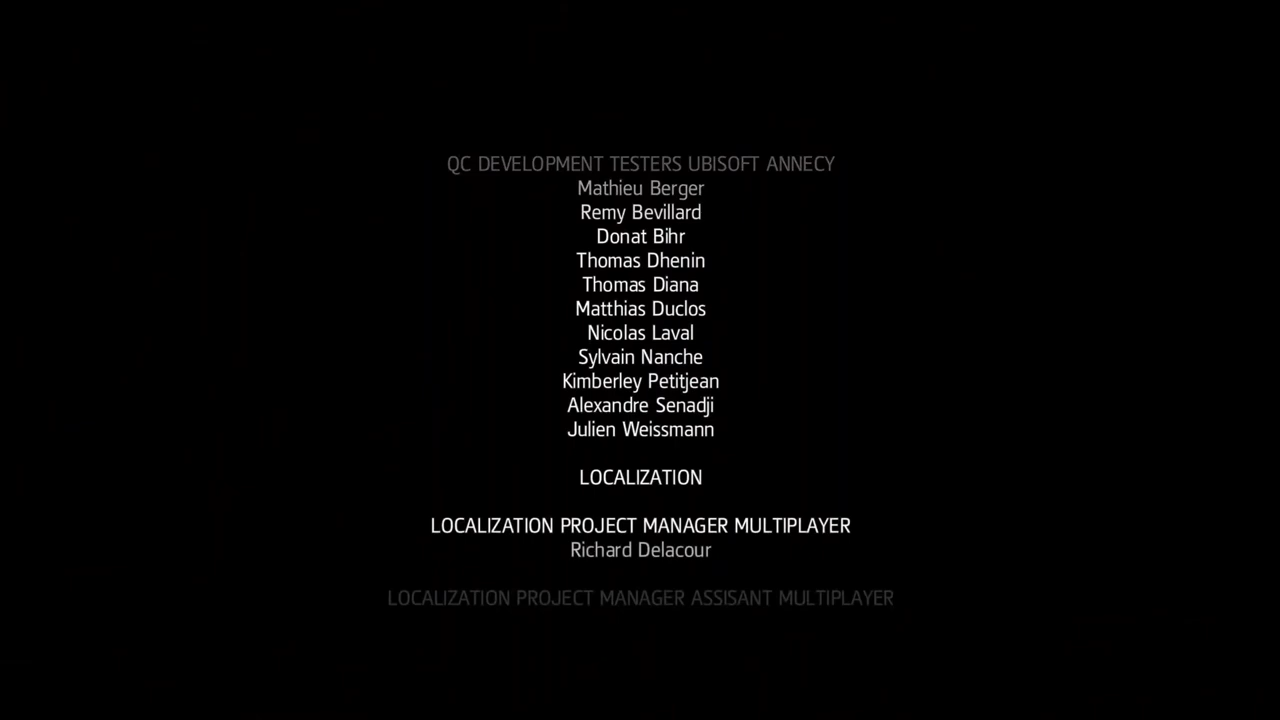 QC DEVELOPMENT TESTERS UBISOFT ANNECY
Mathieu Berger
Remy Bevillard
Donat Bihr
Thomas Dhenin
Thomas Diana
Matthias Duclos
Nicolas Laval
Sylvain Nanche
Kimberley Petitjean
Alexandre Senadji
Julien Weissmann
LOCALIZATION
LOCALIZATION PROJECT MANAGER MULTIPLAYER
Richard Delacour
LOCALIZATION PROJECT MANAGER ASSISANT MULTIPLAYER